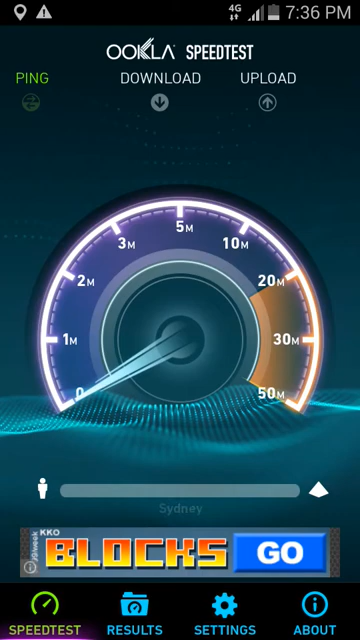 4G 7:36 PM
OOKLA SPEEDTEST
PING DOWNLOAD UPLOAD
5M
3M 10M
2M 20M
1M 30M
0 50M
Sydney
KKO
BLOCKS GO
SPEEDTEST RESULTS SETTINGS ABOUT